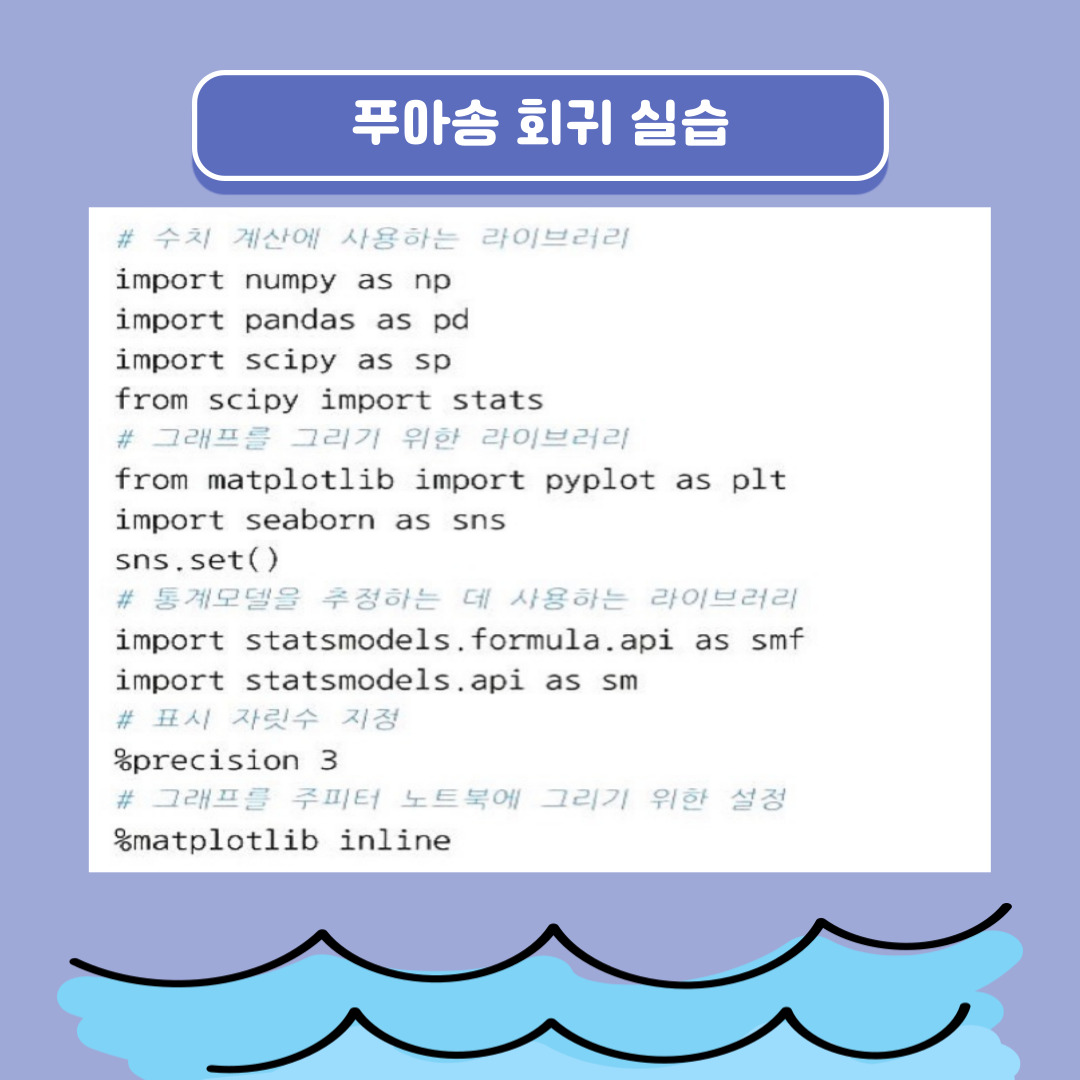 푸아송 회귀 실습
# 수치 계산에 사용하는 라이브러리
import numpy as np
import pandas as pd
import scipy as sp
from scipy import stats
# 그래프를 그리기 위한 라이브러리
from matplotlib import pyplot as plt
import seaborn as sns
sns.set()
# 통계모델을 추정하는 데 사용하는 라이브러리
import statsmodels.formula.api as smf
import statsmodels.api as sm
# 표시 자릿수 지정
%precision 3
# 그래프를 주피터 노트북에 그리기 위한 설정
%matplotlib inline